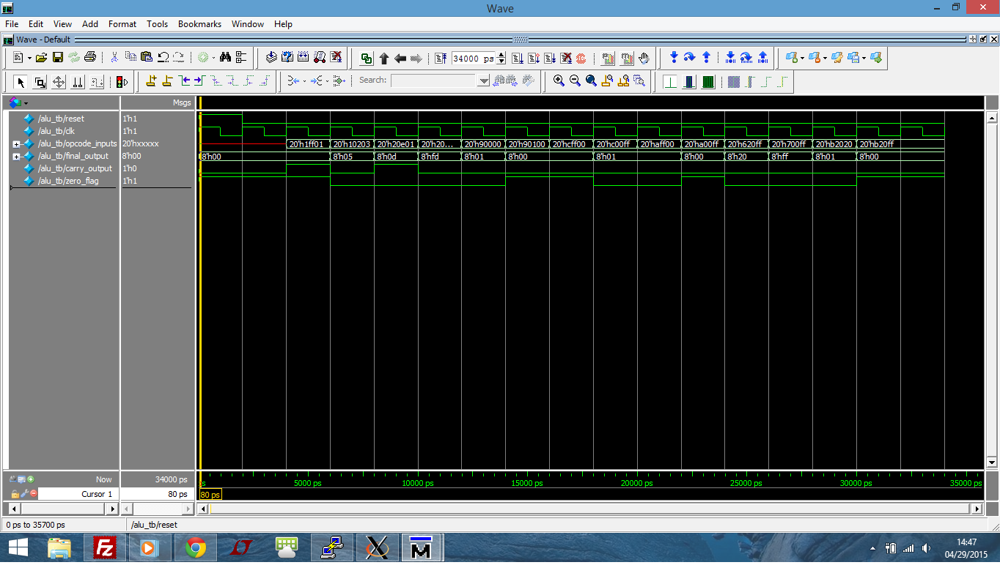 Wave
File Edit View Add Format Tools Bookmarks Window Help
Wave - Default
34000 ps
Search:
Msgs
/alu_tb/reset 1'h1
/alu_tb/clk 1'h1
/alu_tb/opcode_inputs 20'hxxxxx 20'h1ff01 20'h10203 20'h20e01 20'h20... 20'h90000 20'h90100 20'hcff00 20'hc00ff 20'haff00 20'ha00ff 20'h620ff 20'h700ff 20'hb2020 20'hb20ff
/alu_tb/final_output 8'h00 8'h00 8'h05 8'h0d 8'hfd 8'h01 8'h00 8'h01 8'h00 8'h20 8'hff 8'h01 8'h00
/alu_tb/carry_output 1'h0
/alu_tb/zero_flag 1'h1
Now 34000 ps 5000 ps 10000 ps 15000 ps 20000 ps 25000 ps 30000 ps 35000 ps
Cursor 1 80 ps 80 ps
0 ps to 35700 ps /alu_tb/reset
Fz
M
14:47
04/29/2015